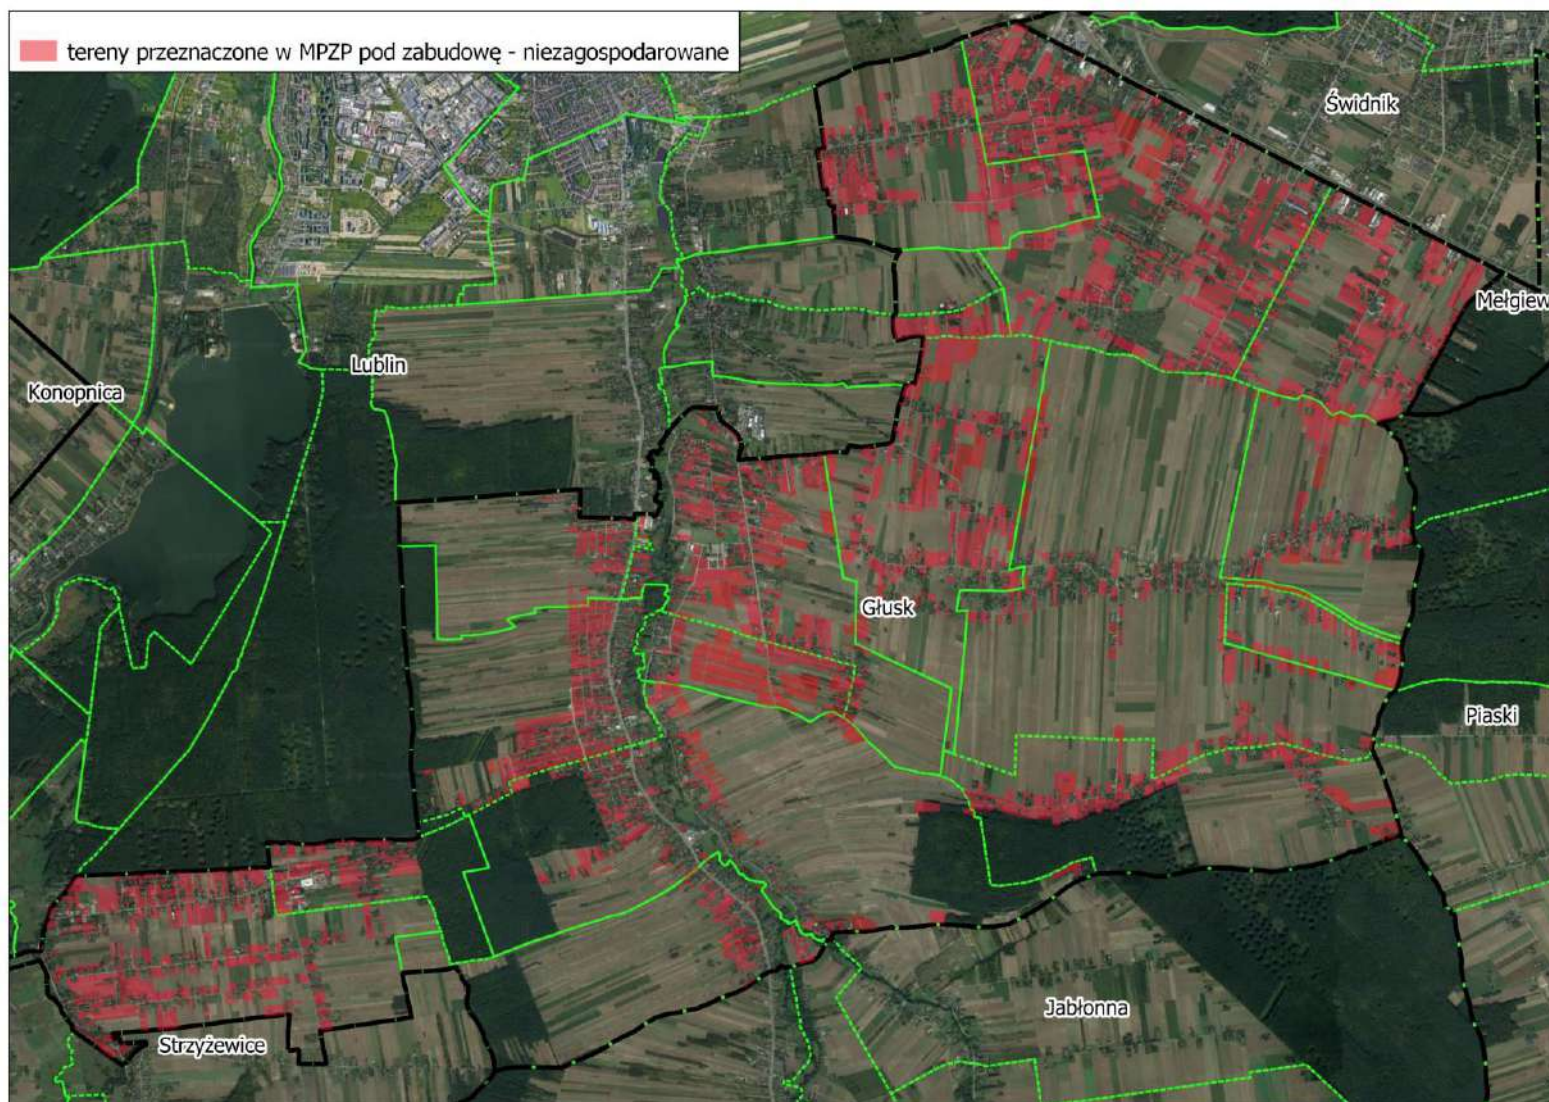 tereny przeznaczone w MPZP pod zabudowę - niezagospodarowane
Świdnik
Mełgiew
Lublin
Konopnica
Głusk
Piaski
Jabłonna
Strzyżewice